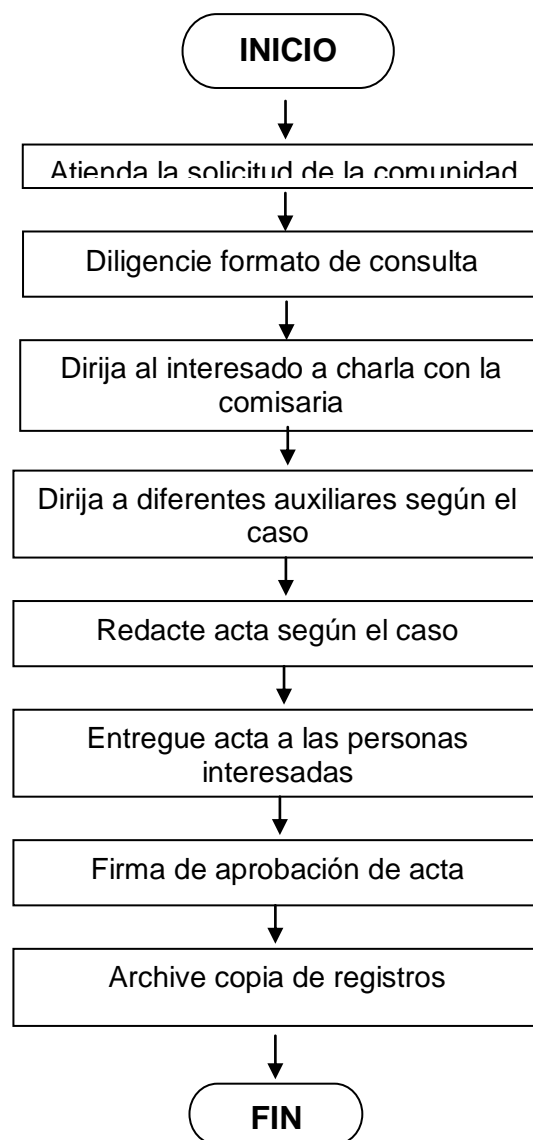 INICIO
Atienda la solicitud de la comunidad
Diligencie formato de consulta
Dirija al interesado a charla con la
comisaria
Dirija a diferentes auxiliares según el
caso
Redacte acta según el caso
Entregue acta a las personas
interesadas
Firma de aprobación de acta
Archive copia de registros
FIN